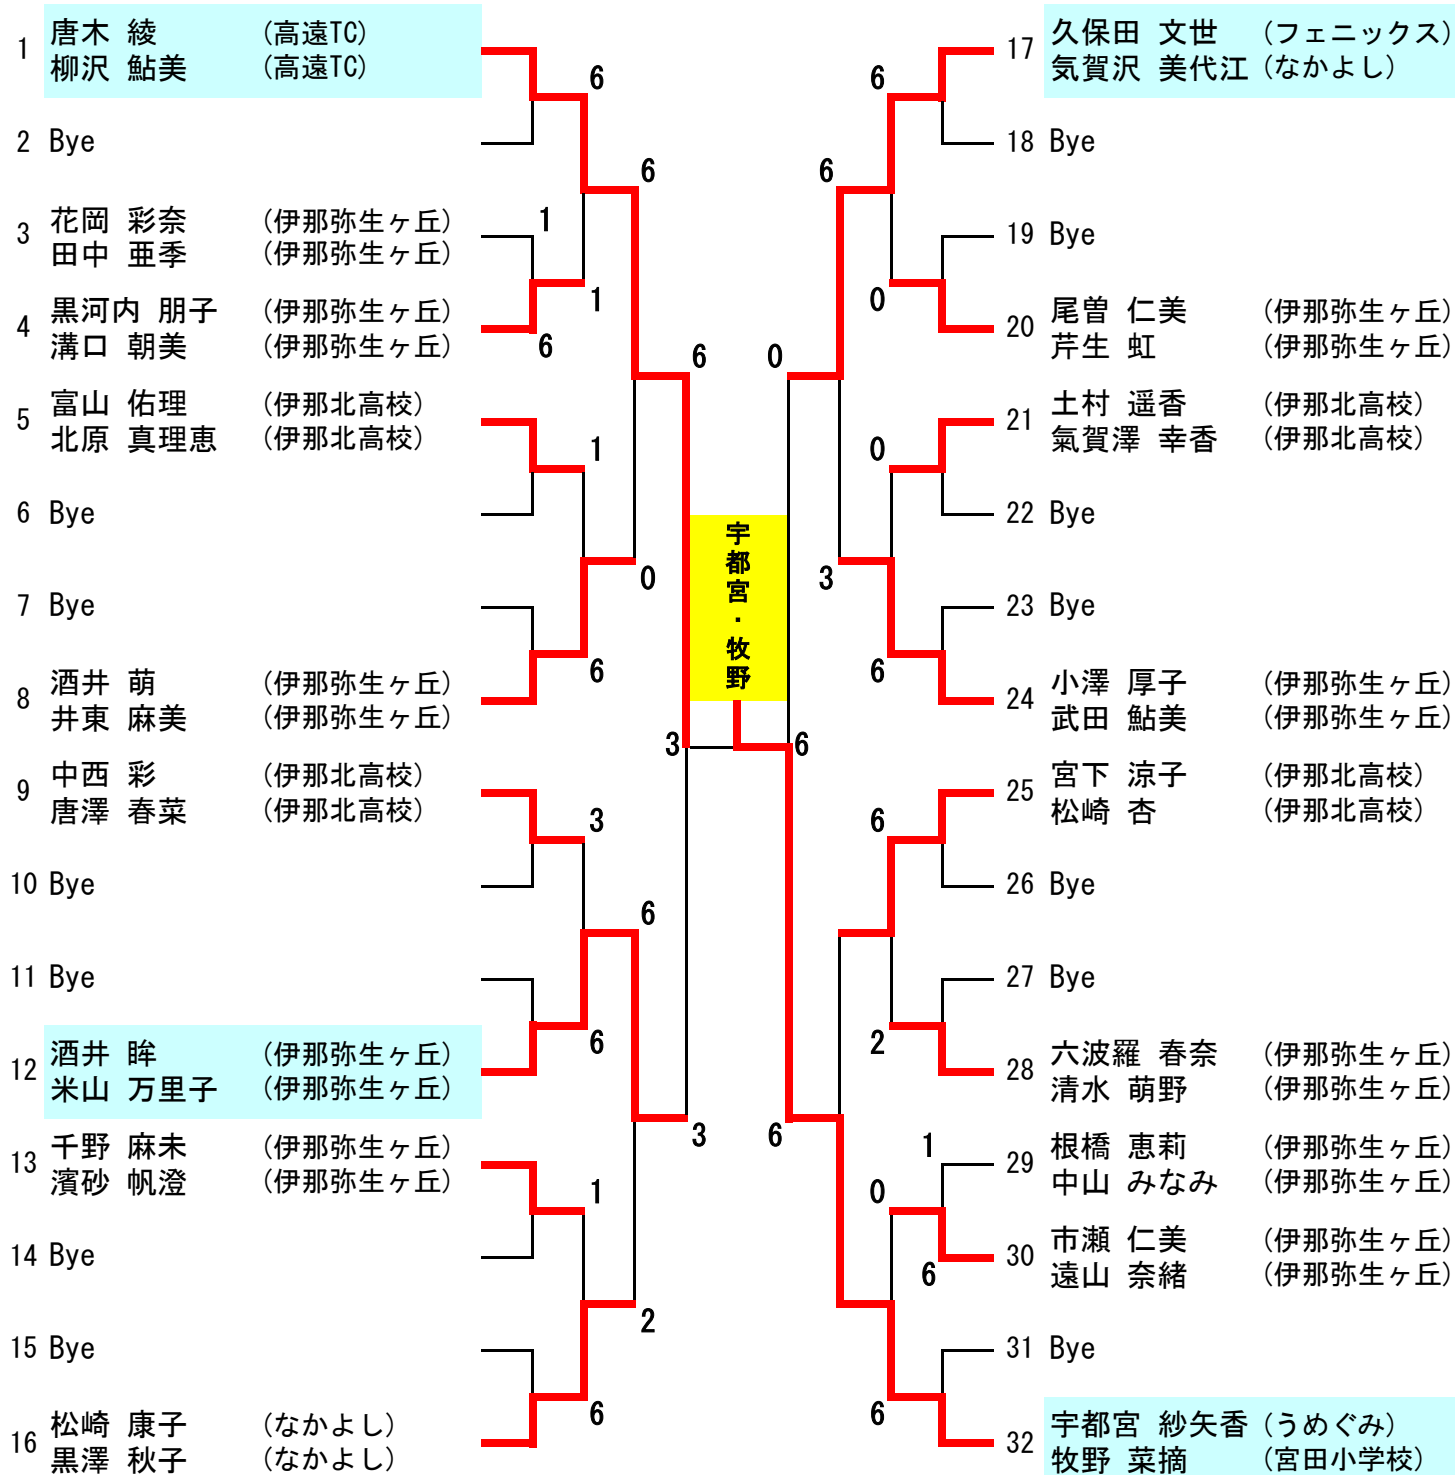 1 唐木 綾 (高遠TC)
柳沢 鮎美 (高遠TC)
2 Bye
3 花岡 彩奈 (伊那弥生ヶ丘)
田中 亜季 (伊那弥生ヶ丘)
4 黒河内 朋子 (伊那弥生ヶ丘)
溝口 朝美 (伊那弥生ヶ丘)
5 富山 佑理 (伊那北高校)
北原 真理恵 (伊那北高校)
6 Bye
7 Bye
8 酒井 萌 (伊那弥生ヶ丘)
井東 麻美 (伊那弥生ヶ丘)
9 中西 彩 (伊那北高校)
唐澤 春菜 (伊那北高校)
10 Bye
11 Bye
12 酒井 眸 (伊那弥生ヶ丘)
米山 万里子 (伊那弥生ヶ丘)
13 千野 麻未 (伊那弥生ヶ丘)
濱砂 帆澄 (伊那弥生ヶ丘)
14 Bye
15 Bye
16 松崎 康子 (なかよし)
黒澤 秋子 (なかよし)
6
1
1
6
1
6
3
6
1
6
6
0
6
2
6
3
3
宇都宮・牧野
6
0
6
6
3
6
0
0
6
6
2
1
0
6
6
17 久保田 文世 (フェニックス)
気賀沢 美代江 (なかよし)
18 Bye
19 Bye
20 尾曽 仁美 (伊那弥生ヶ丘)
芹生 虹 (伊那弥生ヶ丘)
21 土村 遥香 (伊那北高校)
氣賀澤 幸香 (伊那北高校)
22 Bye
23 Bye
24 小澤 厚子 (伊那弥生ヶ丘)
武田 鮎美 (伊那弥生ヶ丘)
25 宮下 涼子 (伊那北高校)
松崎 杏 (伊那北高校)
26 Bye
27 Bye
28 六波羅 春奈 (伊那弥生ヶ丘)
清水 萌野 (伊那弥生ヶ丘)
29 根橋 恵莉 (伊那弥生ヶ丘)
中山 みなみ (伊那弥生ヶ丘)
30 市瀬 仁美 (伊那弥生ヶ丘)
遠山 奈緒 (伊那弥生ヶ丘)
31 Bye
32 宇都宮 紗矢香 (うめぐみ)
牧野 菜摘 (宮田小学校)